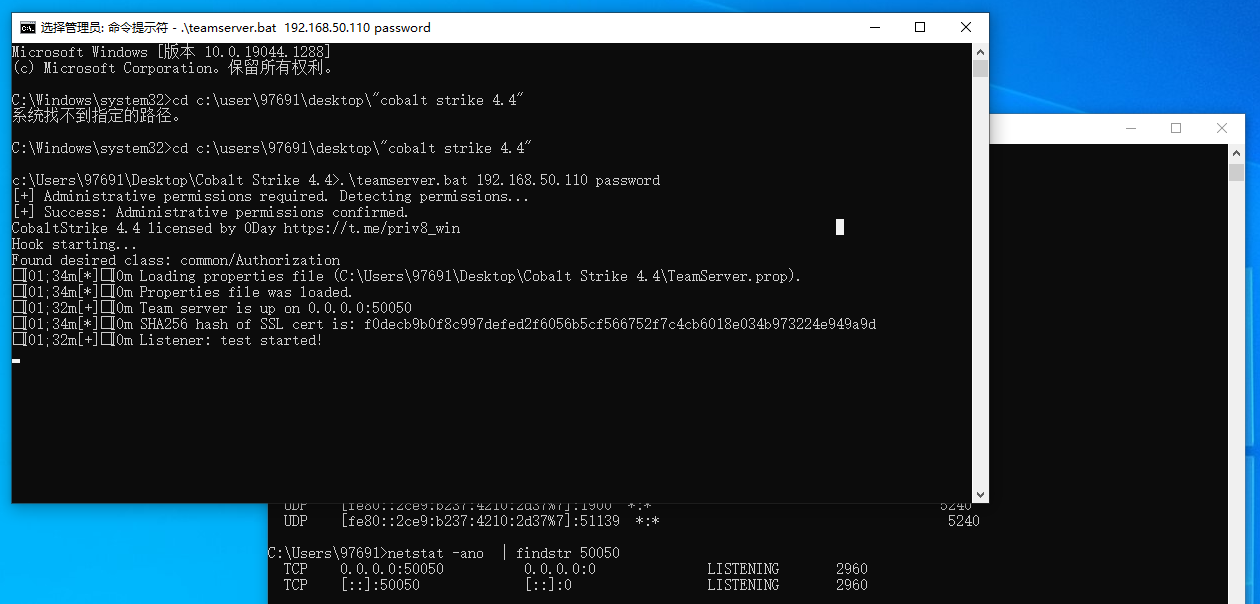 选择管理员: 命令提示符 - .\teamserver.bat  192.168.50.110 password
Microsoft Windows [版本 10.0.19044.1288]
(c) Microsoft Corporation。保留所有权利。
C:\Windows\system32>cd c:\user\97691\desktop\"cobalt strike 4.4"
系统找不到指定的路径。
C:\Windows\system32>cd c:\users\97691\desktop\"cobalt strike 4.4"
c:\Users\97691\Desktop\Cobalt Strike 4.4>.\teamserver.bat 192.168.50.110 password
[+] Administrative permissions required. Detecting permissions...
[+] Success: Administrative permissions confirmed.
CobaltStrike 4.4 licensed by 0Day https://t.me/priv8_win
Hook starting...
Found desired class: common/Authorization
[01;34m[*][0m Loading properties file (C:\Users\97691\Desktop\Cobalt Strike 4.4\TeamServer.prop).
[01;34m[*][0m Properties file was loaded.
[01;32m[+][0m Team server is up on 0.0.0.0:50050
[01;34m[*][0m SHA256 hash of SSL cert is: f0decb9b0f8c997defed2f6056b5cf566752f7c4cb6018e034b973224e949a9d
[01;32m[+][0m Listener: test started!
UDP    [fe80::2ce9:b237:4210:2d37%7]:1900  *:*    5240
UDP    [fe80::2ce9:b237:4210:2d37%7]:51139  *:*    5240
C:\Users\97691>netstat -ano  | findstr 50050
TCP    0.0.0.0:50050    0.0.0.0:0    LISTENING    2960
TCP    [::]:50050    [::]:0    LISTENING    2960